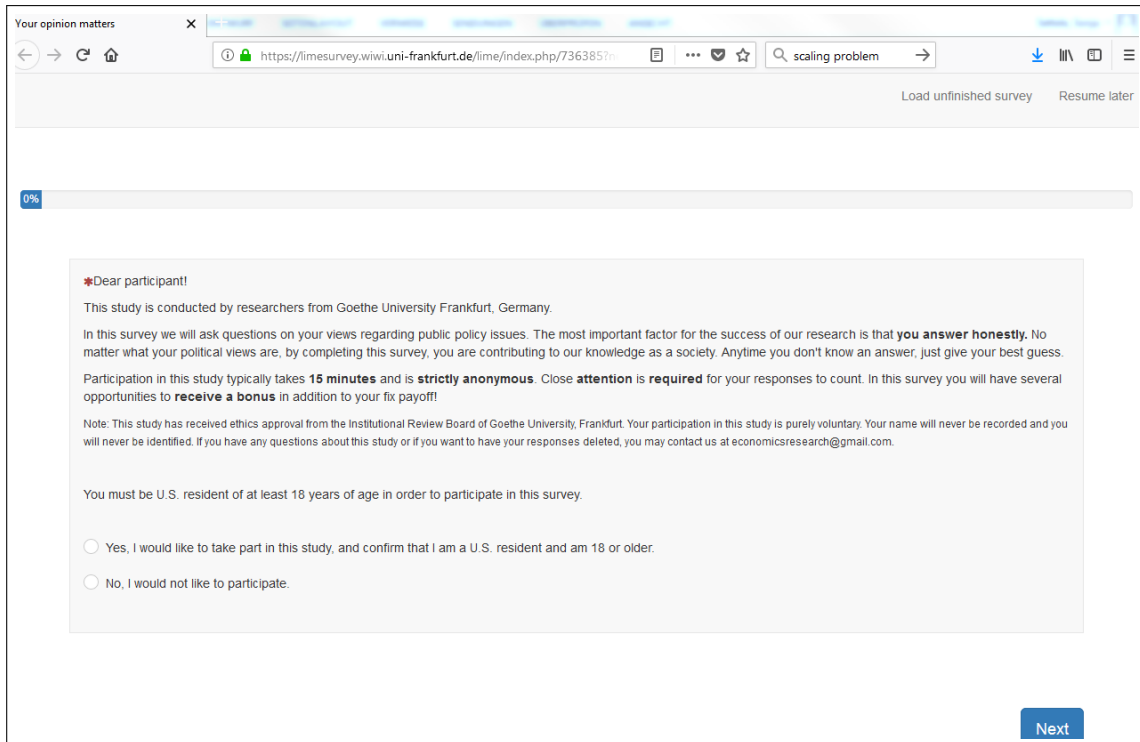 Your opinion matters
https://limesurvey.wiwi.uni-frankfurt.de/lime/index.php/736385?n
scaling problem
Load unfinished survey Resume later
0%
✱Dear participant!
This study is conducted by researchers from Goethe University Frankfurt, Germany.
In this survey we will ask questions on your views regarding public policy issues. The most important factor for the success of our research is that you answer honestly. No
matter what your political views are, by completing this survey, you are contributing to our knowledge as a society. Anytime you don't know an answer, just give your best guess.
Participation in this study typically takes 15 minutes and is strictly anonymous. Close attention is required for your responses to count. In this survey you will have several
opportunities to receive a bonus in addition to your fix payoff!
Note: This study has received ethics approval from the Institutional Review Board of Goethe University, Frankfurt. Your participation in this study is purely voluntary. Your name will never be recorded and you
will never be identified. If you have any questions about this study or if you want to have your responses deleted, you may contact us at economicsresearch@gmail.com.
You must be U.S. resident of at least 18 years of age in order to participate in this survey.
Yes, I would like to take part in this study, and confirm that I am a U.S. resident and am 18 or older.
No, I would not like to participate.
Next